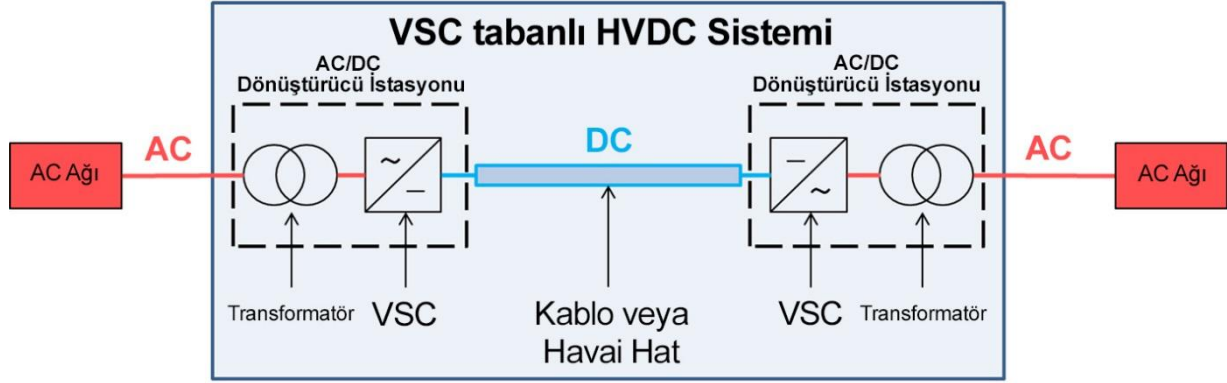 VSC tabanlı HVDC Sistemi
AC/DC
Dönüştürücü İstasyonu
AC/DC
Dönüştürücü İstasyonu
AC Ağı
AC
DC
AC
AC Ağı
Transformatör
VSC
Kablo veya
Havai Hat
VSC
Transformatör